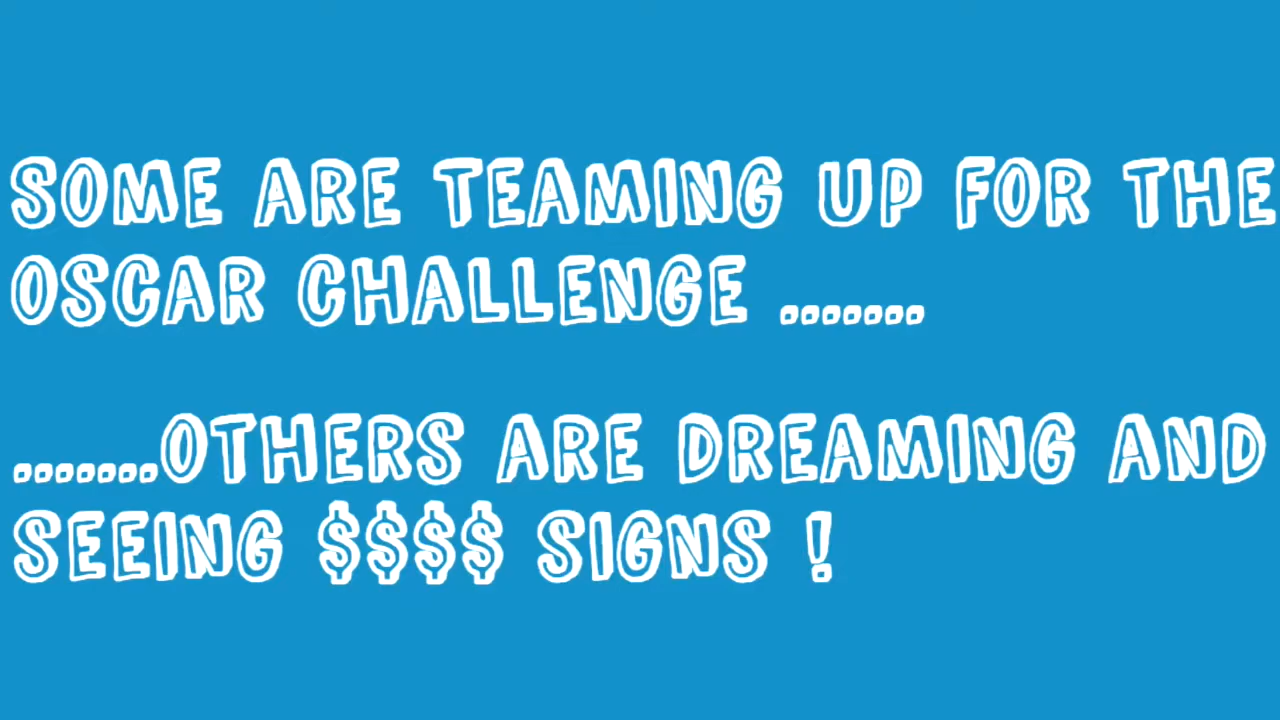 SOME ARE TEAMING UP FOR THE
OSCAR CHALLENGE .......
.......OTHERS ARE DREAMING AND
SEEING $$$$ SIGNS !